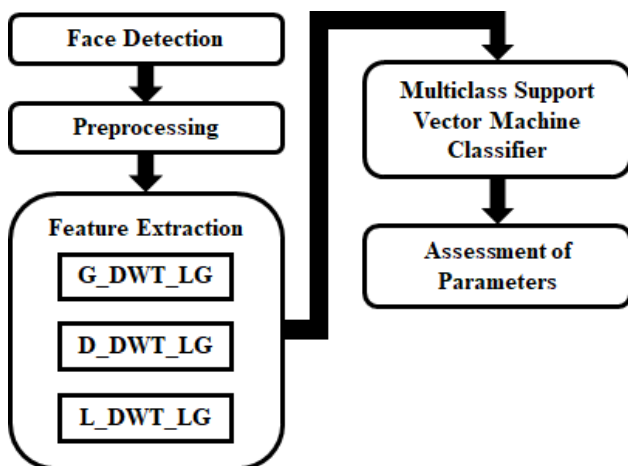 Face Detection
Preprocessing
Feature Extraction
G_DWT_LG
D_DWT_LG
L_DWT_LG
Multiclass Support
Vector Machine
Classifier
Assessment of
Parameters